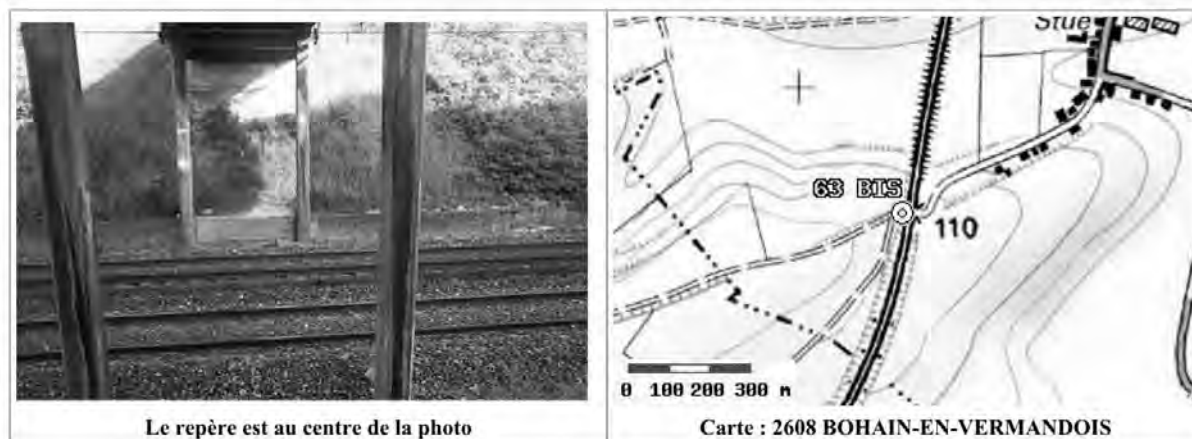 Stue
63 BIS
110
0 100 200 300 m
Le repère est au centre de la photo
Carte : 2608 BOHAIN-EN-VERMANDOIS